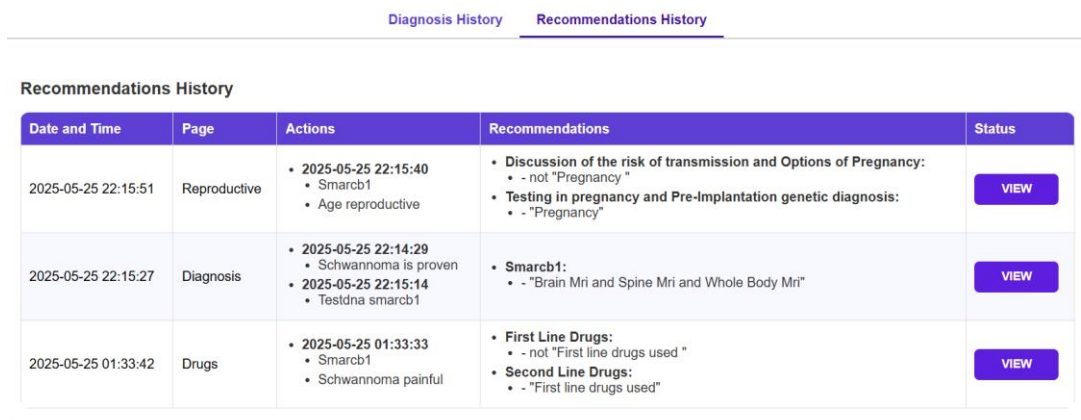 Diagnosis History
Recommendations History
Recommendations History
Date and Time
Page
Actions
Recommendations
Status
2025-05-25 22:15:51
Reproductive
• 2025-05-25 22:15:40
• Smarcb1
• Age reproductive
• Discussion of the risk of transmission and Options of Pregnancy:
• - not "Pregnancy "
• Testing in pregnancy and Pre-Implantation genetic diagnosis:
• - "Pregnancy"
VIEW
2025-05-25 22:15:27
Diagnosis
• 2025-05-25 22:14:29
• Schwannoma is proven
• 2025-05-25 22:15:14
• Testdna smarcb1
• Smarcb1:
• - "Brain Mri and Spine Mri and Whole Body Mri"
VIEW
2025-05-25 01:33:42
Drugs
• 2025-05-25 01:33:33
• Smarcb1
• Schwannoma painful
• First Line Drugs:
• - not "First line drugs used "
• Second Line Drugs:
• - "First line drugs used"
VIEW